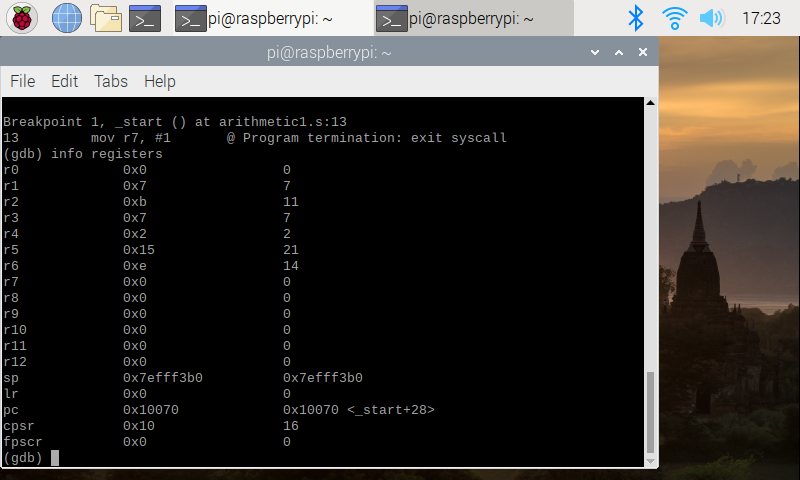 pi@raspberrypi: ~ pi@raspberrypi: ~ 17:23
pi@raspberrypi: ~
File Edit Tabs Help
Breakpoint 1, _start () at arithmetic1.s:13
13 mov r7, #1 @ Program termination: exit syscall
(gdb) info registers
r0 0x0 0
r1 0x7 7
r2 0xb 11
r3 0x7 7
r4 0x2 2
r5 0x15 21
r6 0xe 14
r7 0x0 0
r8 0x0 0
r9 0x0 0
r10 0x0 0
r11 0x0 0
r12 0x0 0
sp 0x7efff3b0 0x7efff3b0
lr 0x0 0
pc 0x10070 0x10070 <_start+28>
cpsr 0x10 16
fpscr 0x0 0
(gdb)